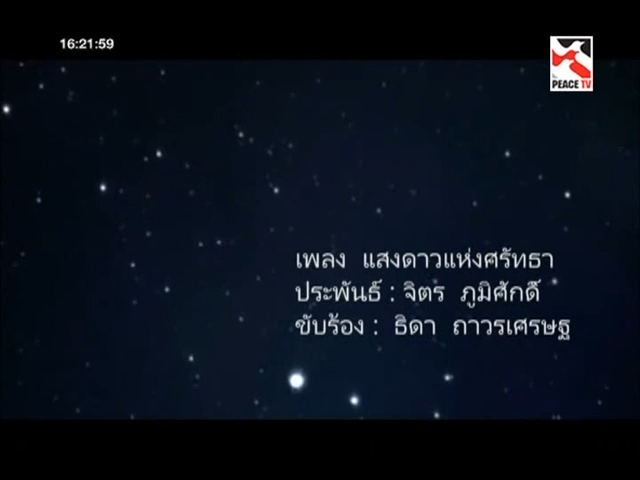 16:21:59
PEACE TV
เพลง แสงดาวแห่งศรัทธา
ประพันธ์ : จิตร ภูมิศักดิ์
ขับร้อง : ธิดา ถาวรเศรษฐ